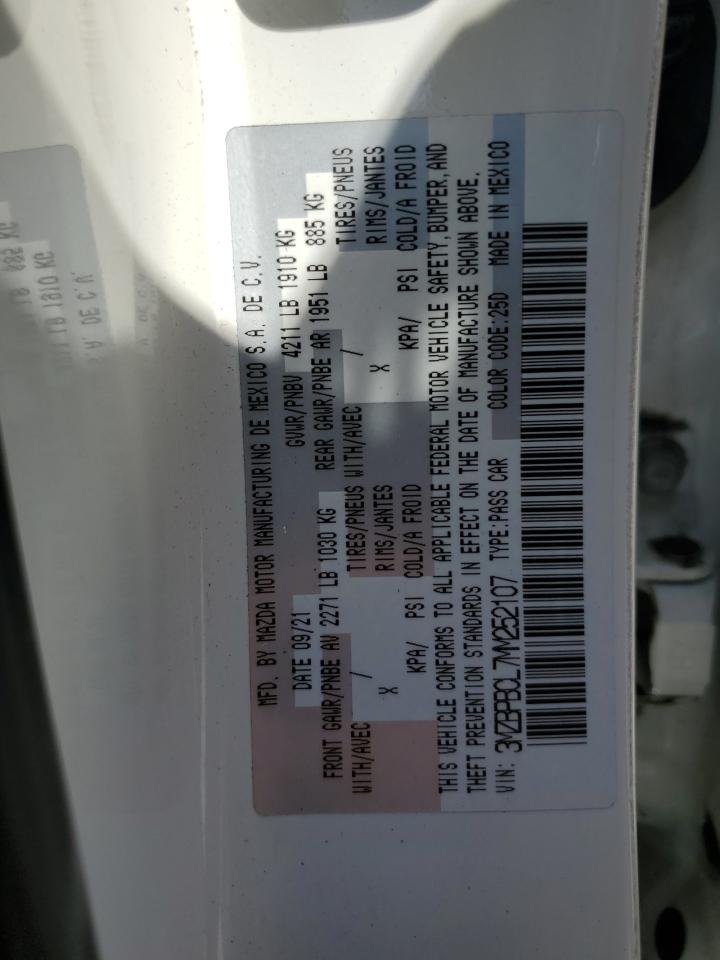 MFD. BY MAZDA MOTOR MANUFACTURING DE MEXICO S.A. DE C.V.
DATE 09/21 GVWR/PNBV 4211 LB 1910 KG
FRONT GAWR/PNBE AV 2271 LB 1030 KG REAR GAWR/PNBE AR 1951 LB 885 KG
WITH/AVEC / TIRES/PNEUS WITH/AVEC / TIRES/PNEUS
X RIMS/JANTES X RIMS/JANTES
KPA/ PSI COLD/A FROID KPA/ PSI COLD/A FROID
THIS VEHICLE CONFORMS TO ALL APPLICABLE FEDERAL MOTOR VEHICLE SAFETY, BUMPER, AND
THEFT PREVENTION STANDARDS IN EFFECT ON THE DATE OF MANUFACTURE SHOWN ABOVE.
VIN: 3MZBPBCL7MM252107 TYPE:PASS CAR COLOR CODE:25D MADE IN MEXICO